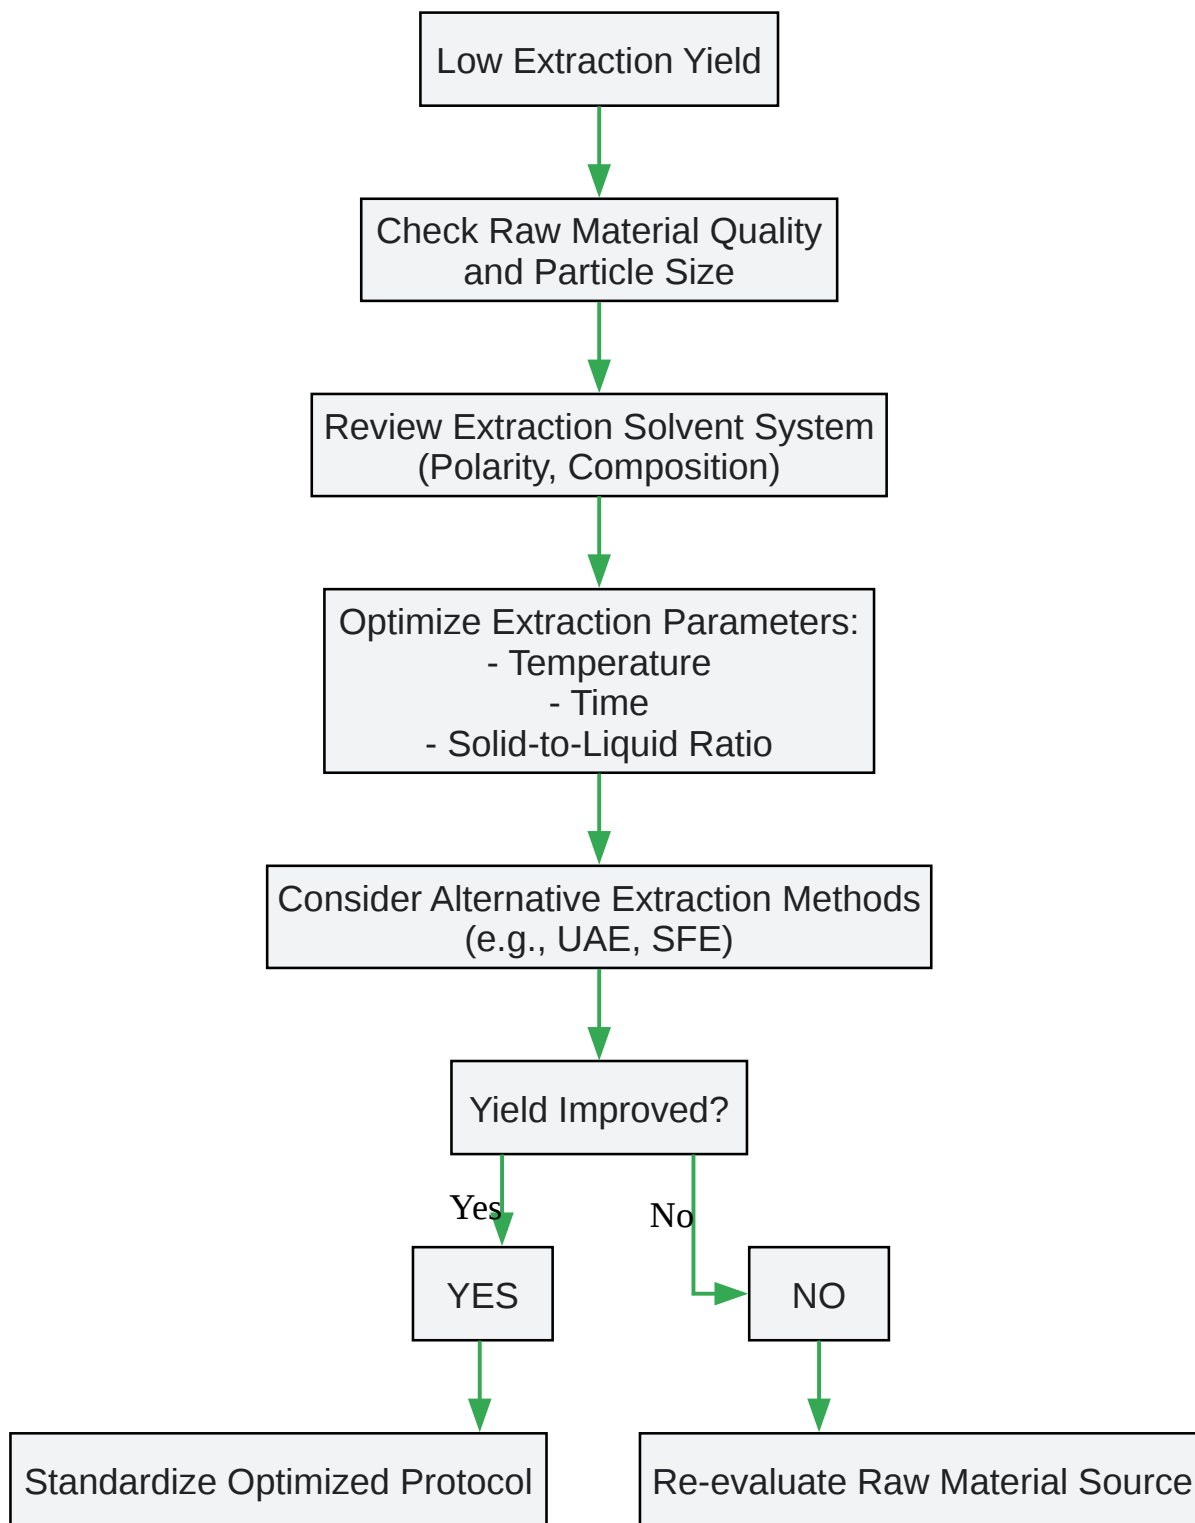 Low Extraction Yield
Check Raw Material Quality
and Particle Size
Review Extraction Solvent System
(Polarity, Composition)
Optimize Extraction Parameters:
- Temperature
- Time
- Solid-to-Liquid Ratio
Consider Alternative Extraction Methods
(e.g., UAE, SFE)
Yield Improved?
Yes
No
YES
NO
Standardize Optimized Protocol
Re-evaluate Raw Material Source